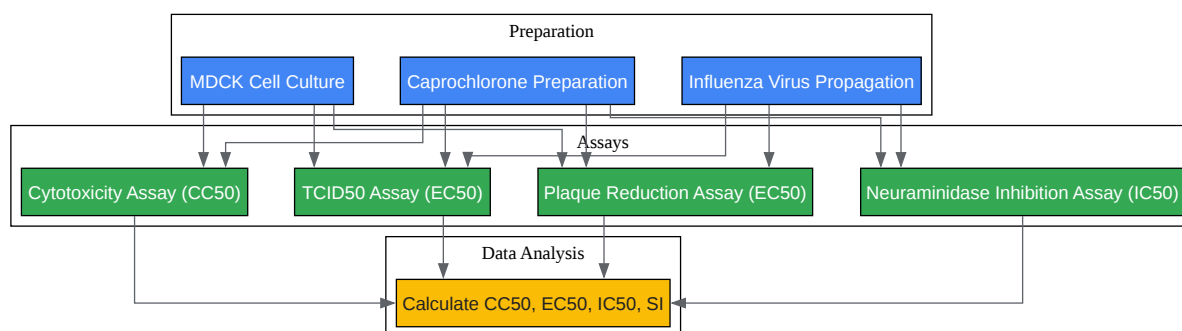 Preparation
MDCK Cell Culture
Caprochlorone Preparation
Influenza Virus Propagation
Assays
Cytotoxicity Assay (CC50)
TCID50 Assay (EC50)
Plaque Reduction Assay (EC50)
Neuraminidase Inhibition Assay (IC50)
Data Analysis
Calculate CC50, EC50, IC50, SI